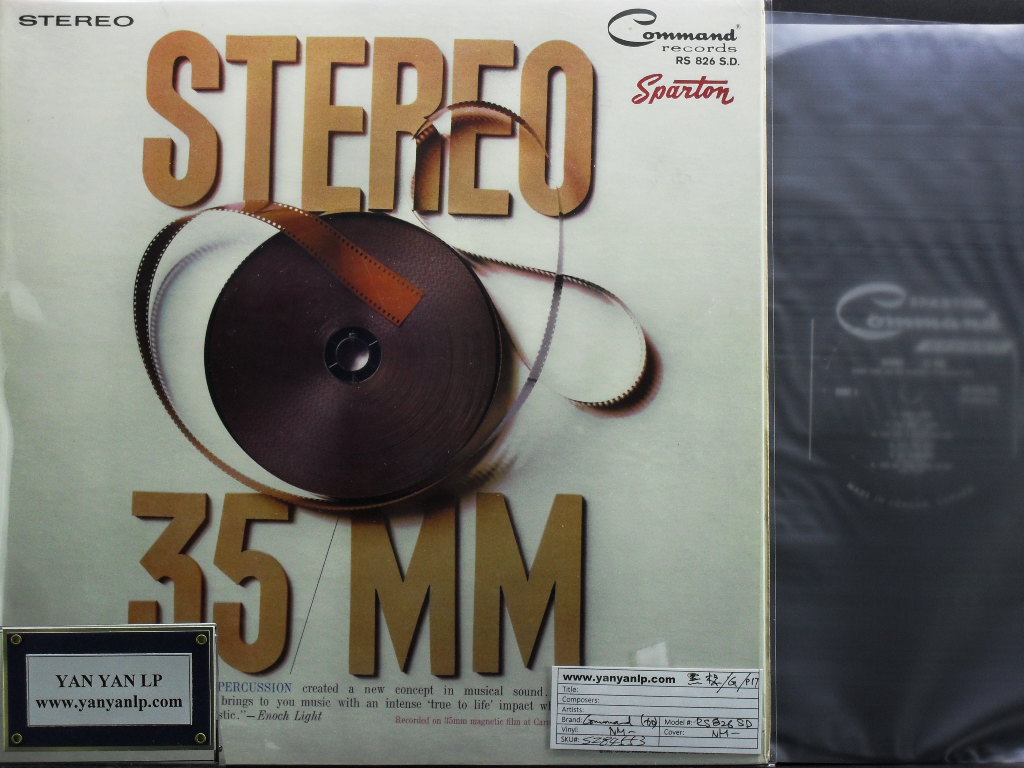 STEREO
Command
records
RS 826 S.D.
Sparton
STEREO
35/MM
PERCUSSION created a new concept in musical sound.
brings to you music with an intense 'true to life' impact
stic."—Enoch Light
Recorded on 35mm magnetic film at
YAN YAN LP
www.yanyanlp.com
www.yanyanlp.com
Title:
Composers:
Artists:
Brand: Command Model #: RS826 SD
Vinyl: NM- Cover: NM-
SKU#:
SPARTON
Command